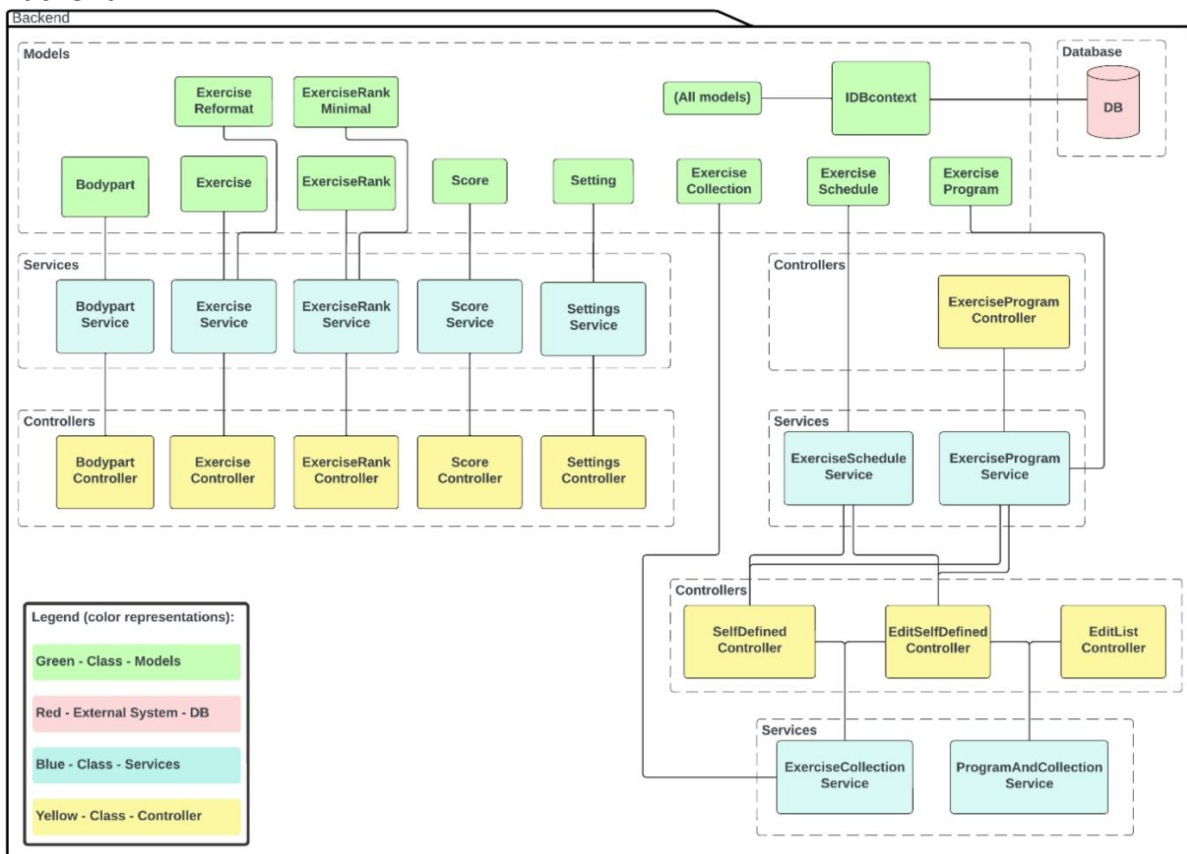 Backend
Models
Database
Exercise
Reformat
ExerciseRank
Minimal
(All models)
IDBcontext
DB
Bodypart
Exercise
ExerciseRank
Score
Setting
Exercise
Collection
Exercise
Schedule
Exercise
Program
Services
Bodypart
Service
Exercise
Service
ExerciseRank
Service
Score
Service
Settings
Service
Controllers
ExerciseProgram
Controller
Controllers
Bodypart
Controller
Exercise
Controller
ExerciseRank
Controller
Score
Controller
Settings
Controller
Services
ExerciseSchedule
Service
ExerciseProgram
Service
Controllers
SelfDefined
Controller
EditSelfDefined
Controller
EditList
Controller
Services
ExerciseCollection
Service
ProgramAndCollection
Service
Legend (color representations):
Green - Class - Models
Red - External System - DB
Blue - Class - Services
Yellow - Class - Controller